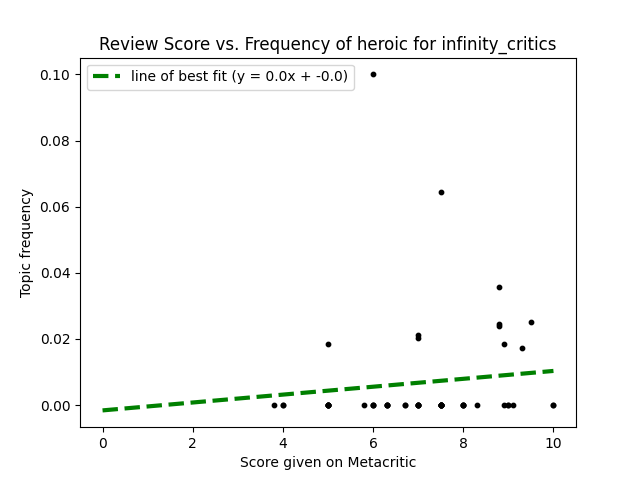 Review Score vs. Frequency of heroic for infinity_critics
line of best fit (y = 0.0x + -0.0)
0.10
0.08
0.06
0.04
0.02
0.00
Topic frequency
0 2 4 6 8 10
Score given on Metacritic